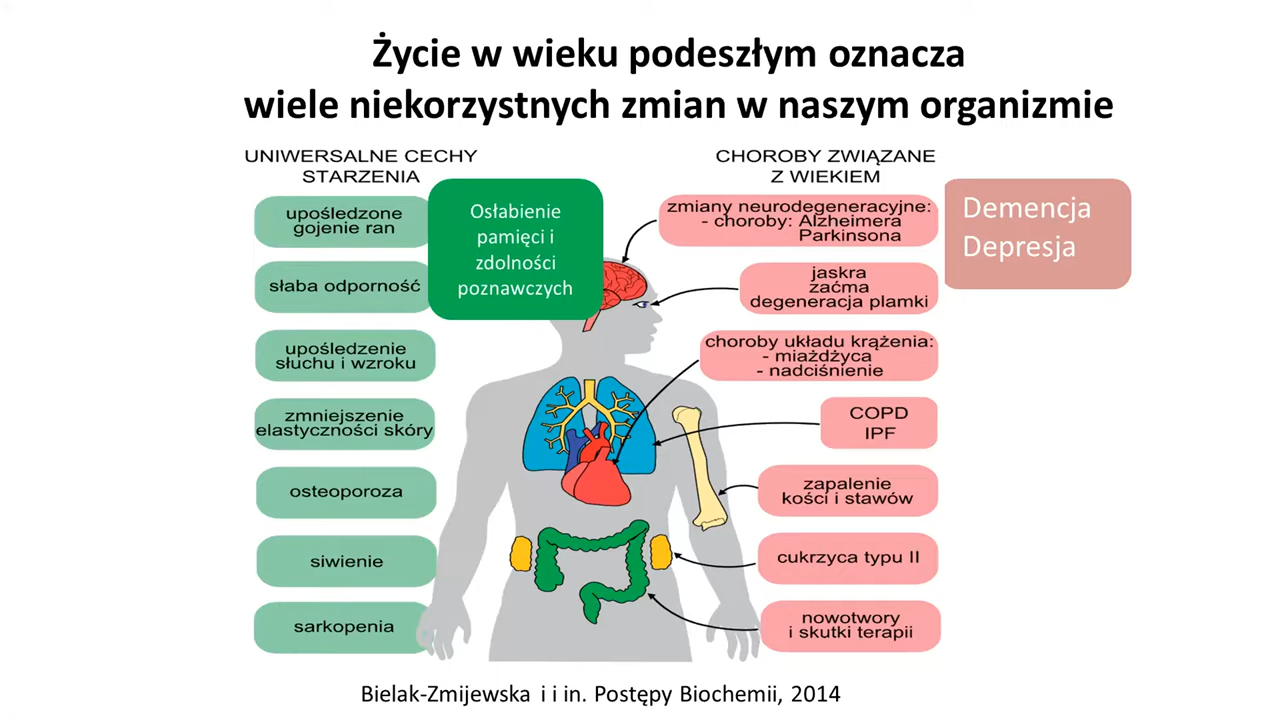 Życie w wieku podeszłym oznacza
wiele niekorzystnych zmian w naszym organizmie
UNIWERSALNE CECHY
STARZENIA
upośledzone
gojenie ran
słaba odporność
upośledzenie
słuchu i wzroku
zmniejszenie
elastyczności skóry
osteoporoza
siwienie
sarkopenia
Osłabienie
pamięci i
zdolności
poznawczych
CHOROBY ZWIĄZANE
Z WIEKIEM
zmiany neurodegeneracyjne:
- choroby: Alzheimera
Parkinsona
jaskra
zaćma
degeneracja plamki
choroby układu krążenia:
- miażdżyca
- nadciśnienie
COPD
IPF
zapalenie
kości i stawów
cukrzyca typu II
nowotwory
i skutki terapii
Demencja
Depresja
Bielak-Zmijewska i i in. Postępy Biochemii, 2014